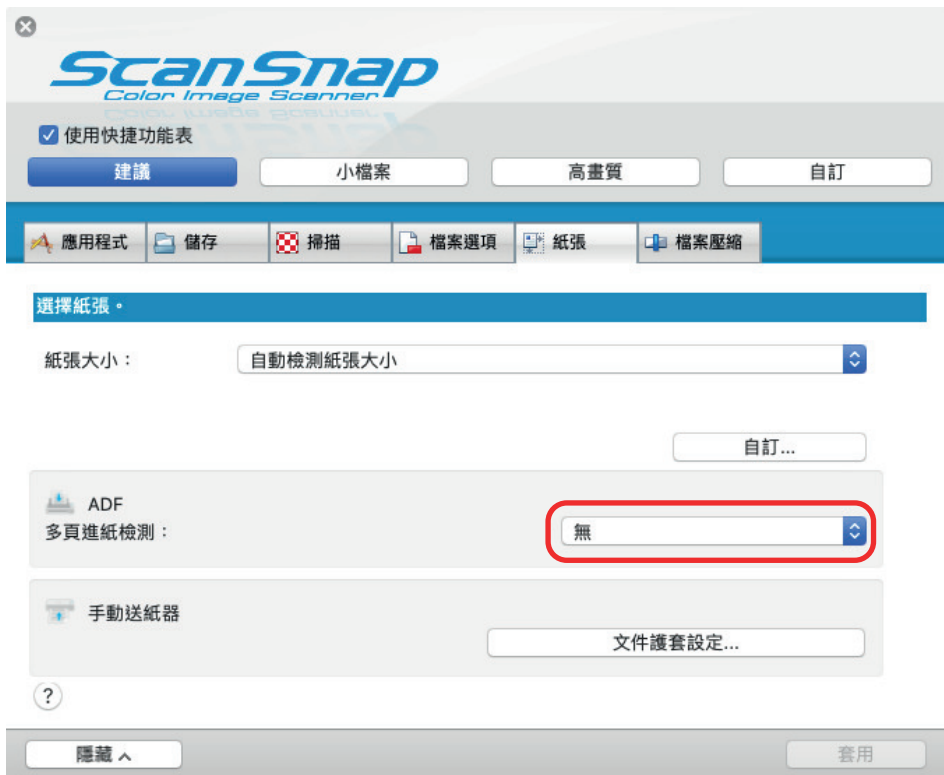 ScanSnap
Color Image Scanner
使用快捷功能表
建議 小檔案 高畫質 自訂
應用程式 儲存 掃描 檔案選項 紙張 檔案壓縮
選擇紙張。
紙張大小： 自動檢測紙張大小
自訂...
ADF
多頁進紙檢測： 無
手動送紙器
文件護套設定...
?
隱藏 套用